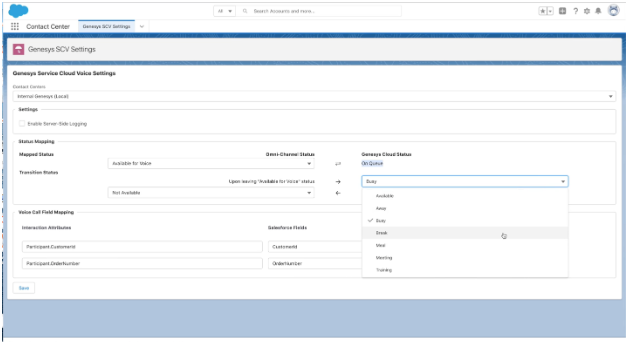 All
Search Accounts and more...
Contact Center
Genesys SCV Settings
Genesys SCV Settings
Genesys Service Cloud Voice Settings
Contact Centers
Internal Genesys (Local)
Settings
Enable Server-Side Logging
Status Mapping
Mapped Status
Omni-Channel Status
Genesys Cloud Status
Available for Voice
On Queue
Transition Status
Upon leaving "Available for Voice" status
Busy
Not Available
Available
Away
Busy
Break
Meal
Meeting
Training
Voice Call Field Mapping
Interaction Attributes
Salesforce Fields
Participant.CustomerId
CustomerId
Participant.OrderNumber
OrderNumber
Save